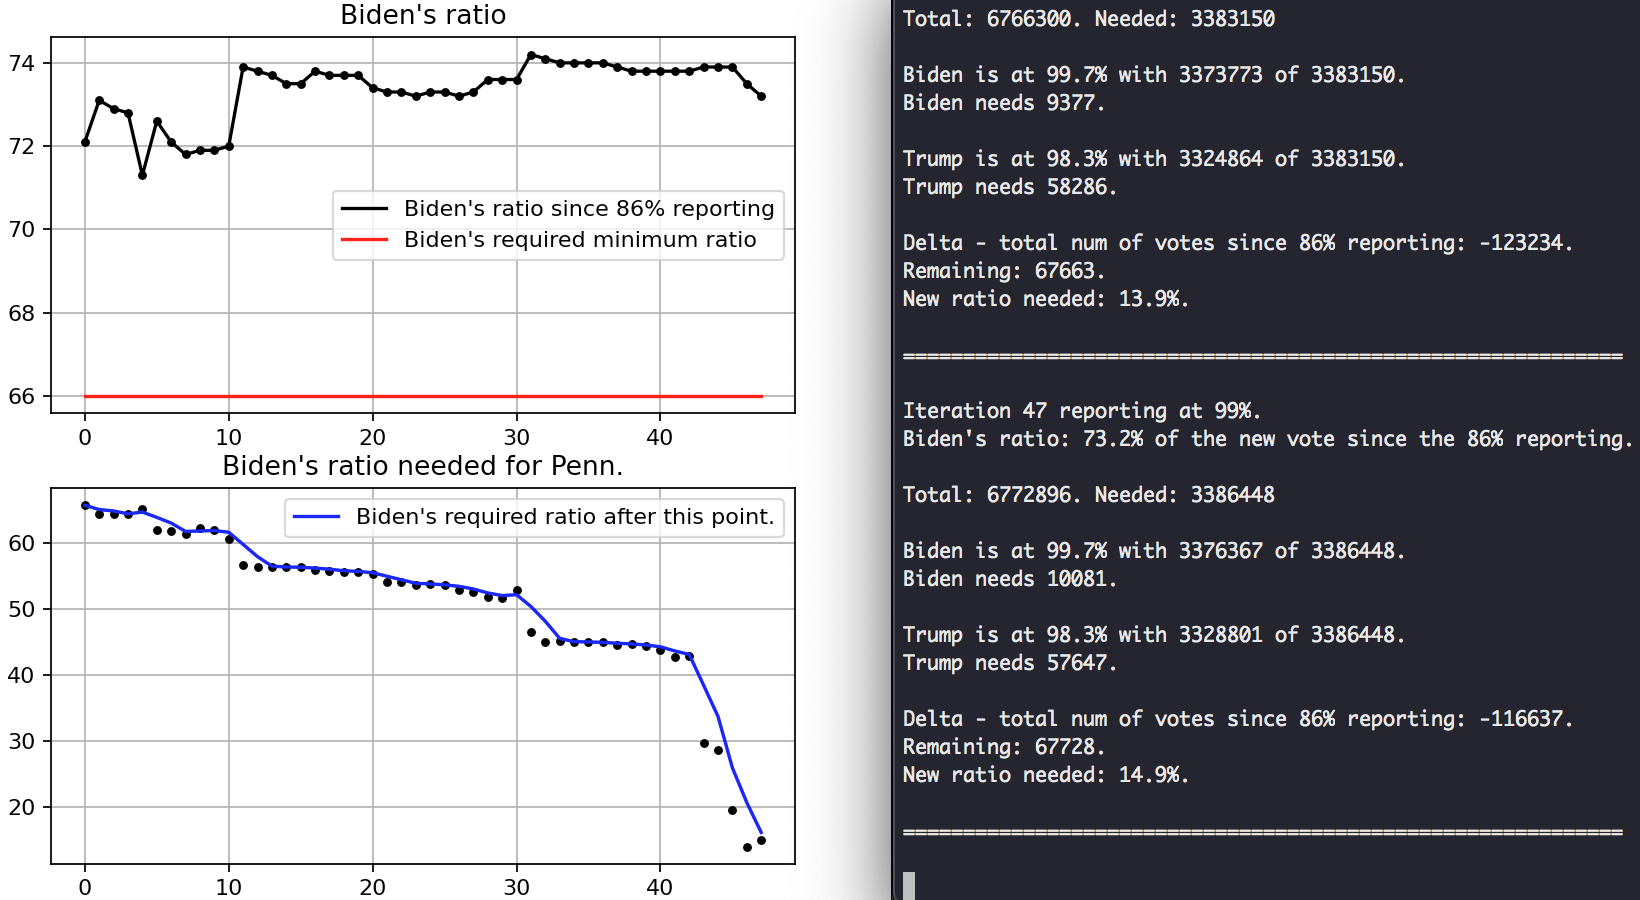 Biden's ratio
74
72
70
68
66
0 10 20 30 40
Biden's ratio since 86% reporting
Biden's required minimum ratio
Biden's ratio needed for Penn.
60
50
40
30
20
0 10 20 30 40
Biden's required ratio after this point.
Total: 6766300. Needed: 3383150
Biden is at 99.7% with 3373773 of 3383150.
Biden needs 9377.
Trump is at 98.3% with 3324864 of 3383150.
Trump needs 58286.
Delta - total num of votes since 86% reporting: -123234.
Remaining: 67663.
New ratio needed: 13.9%.
============================================================
Iteration 47 reporting at 99%.
Biden's ratio: 73.2% of the new vote since the 86% reporting.
Total: 6772896. Needed: 3386448
Biden is at 99.7% with 3376367 of 3386448.
Biden needs 10081.
Trump is at 98.3% with 3328801 of 3386448.
Trump needs 57647.
Delta - total num of votes since 86% reporting: -116637.
Remaining: 67728.
New ratio needed: 14.9%.
============================================================